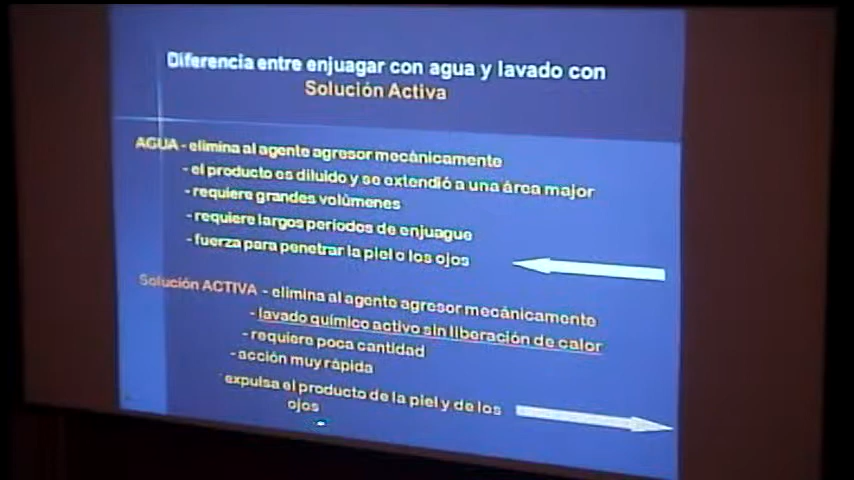 Diferencia entre enjuagar con agua y lavado con
Solución Activa
AGUA - elimina al agente agresor mecánicamente
- el producto es diluido y se extendió a una área major
- requiere grandes volúmenes
- requiere largos periodos de enjuague
- fuerza para penetrar la piel o los ojos
Solución ACTIVA - elimina al agente agresor mecánicamente
- lavado químico activo sin liberación de calor
- requiere poca cantidad
- acción muy rápida
expulsa el producto de la piel y de los
ojos